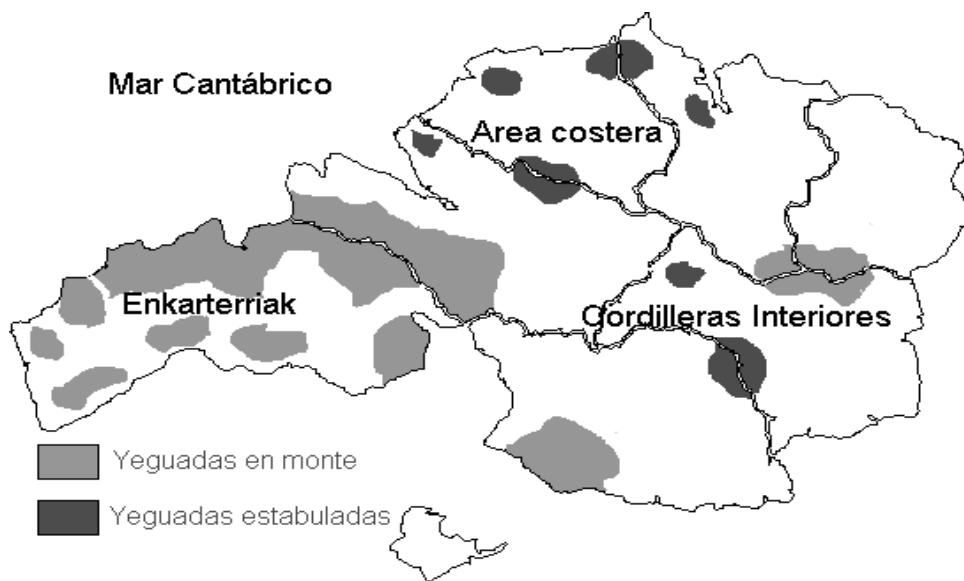 Mar Cantábrico
Area costera
Enkarterriak
Cordilleras Interiores
Yeguadas en monte
Yeguadas estabuladas